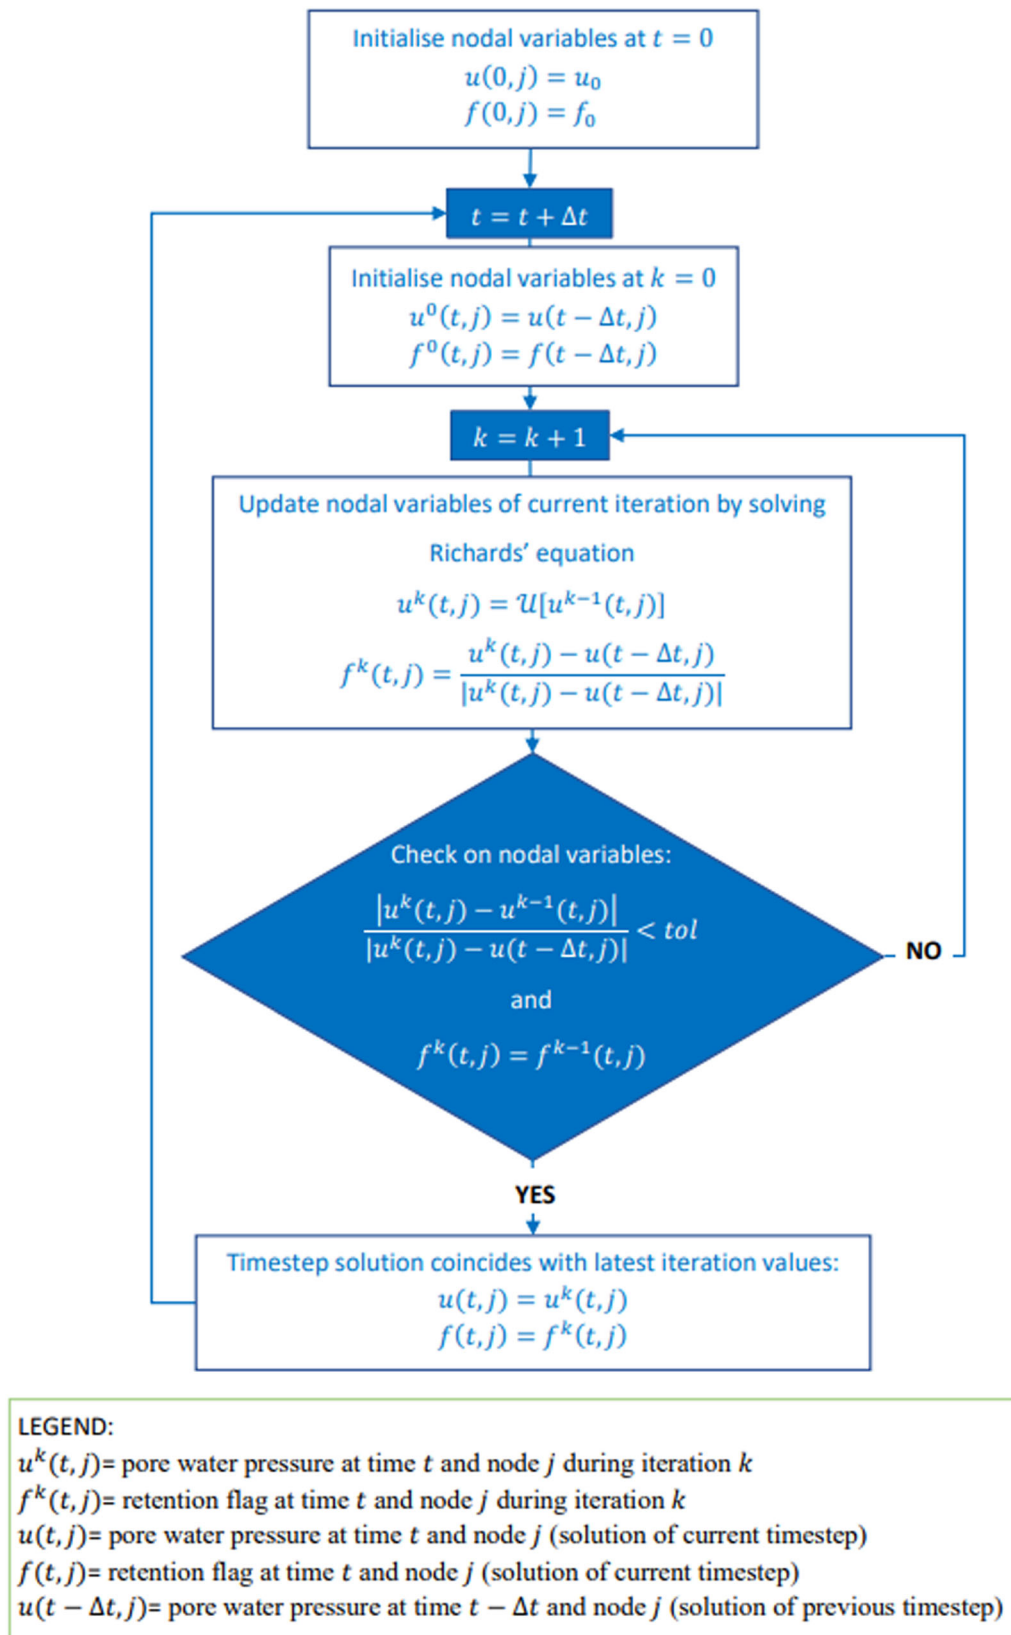 Initialise nodal variables at t = 0
u(0,j) = u₀
f(0,j) = f₀
t = t + Δt
Initialise nodal variables at k = 0
u⁰(t,j) = u(t − Δt,j)
f⁰(t,j) = f(t − Δt,j)
k = k + 1
Update nodal variables of current iteration by solving
Richards’ equation
uᵏ(t,j) = 𝒰[uᵏ⁻¹(t,j)]
fᵏ(t,j) = (uᵏ(t,j) − u(t − Δt,j)) / |uᵏ(t,j) − u(t − Δt,j)|
Check on nodal variables:
|uᵏ(t,j) − uᵏ⁻¹(t,j)| / |uᵏ(t,j) − u(t − Δt,j)| < tol
and
fᵏ(t,j) = fᵏ⁻¹(t,j)
NO
YES
Timestep solution coincides with latest iteration values:
u(t,j) = uᵏ(t,j)
f(t,j) = fᵏ(t,j)
LEGEND:
uᵏ(t,j)= pore water pressure at time t and node j during iteration k
fᵏ(t,j)= retention flag at time t and node j during iteration k
u(t,j)= pore water pressure at time t and node j (solution of current timestep)
f(t,j)= retention flag at time t and node j (solution of current timestep)
u(t − Δt,j)= pore water pressure at time t − Δt and node j (solution of previous timestep)